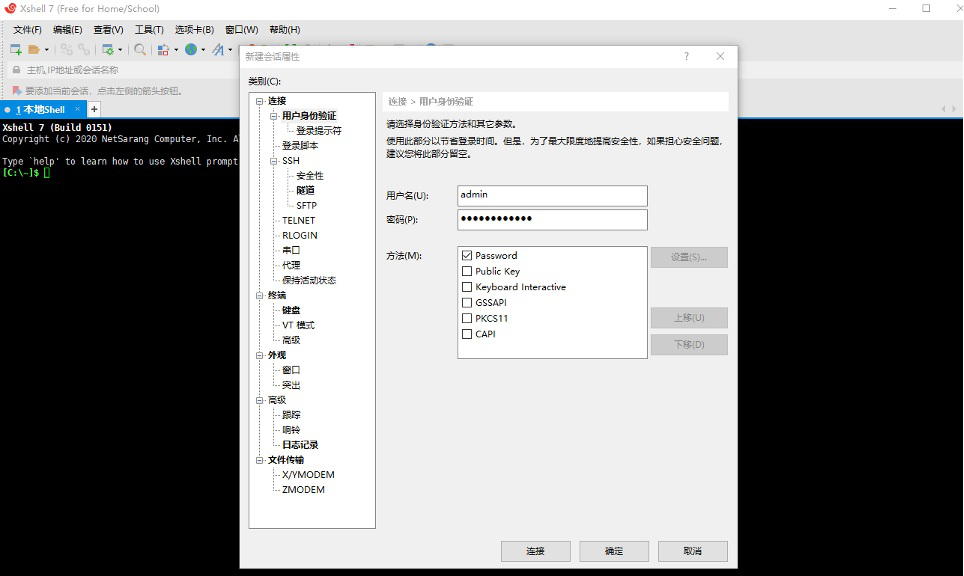 Xshell 7 (Free for Home/School)
文件(F) 编辑(E) 查看(V) 工具(T) 选项卡(B) 窗口(W) 帮助(H)
主机,IP地址或会话名称
要添加当前会话，点击左侧的箭头按钮。
1 本地Shell × +
Xshell 7 (Build 0151)
Copyright (c) 2020 NetSarang Computer, Inc. A
Type `help' to learn how to use Xshell prompt
[C:\~]$
新建会话属性 ? ×
类别(C):
连接
用户身份验证
登录提示符
登录脚本
SSH
安全性
隧道
SFTP
TELNET
RLOGIN
串口
代理
保持活动状态
终端
键盘
VT 模式
高级
外观
窗口
突出
高级
跟踪
响铃
日志记录
文件传输
X/YMODEM
ZMODEM
连接 > 用户身份验证
请选择身份验证方法和其它参数。
使用此部分以节省登录时间。但是，为了最大限度地提高安全性，如果担心安全问题，
建议您将此部分留空。
用户名(U): admin
密码(P): ●●●●●●●●●●●●
方法(M):
Password
Public Key
Keyboard Interactive
GSSAPI
PKCS11
CAPI
设置(S)...
上移(U)
下移(D)
连接 确定 取消